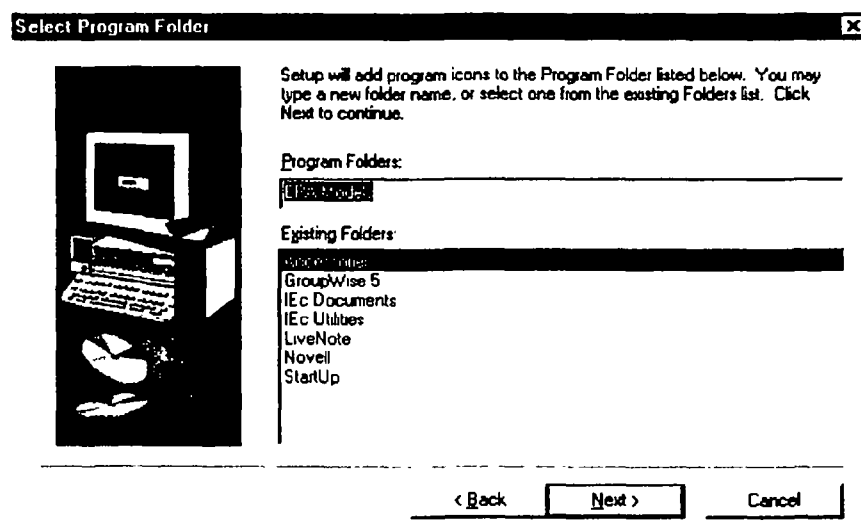 Select Program Folder
Setup will add program icons to the Program Folder listed below. You may
type a new folder name, or select one from the existing Folders list. Click
Next to continue.
Program Folders:
Existing Folders:
GroupWise 5
IEc Documents
IEc Utilities
LiveNote
Novell
StartUp
< Back
Next >
Cancel